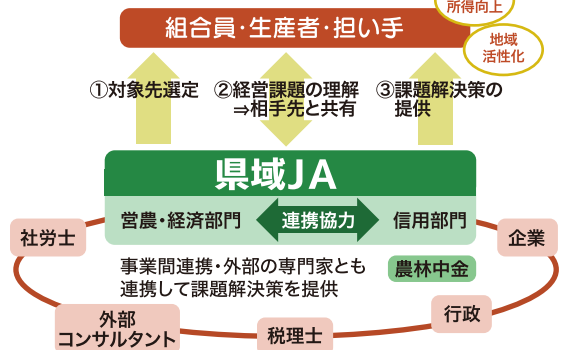 所得向上
組合員・生産者・担い手
地域
活性化
①対象先選定
②経営課題の理解
⇒相手先と共有
③課題解決策の
提供
県域JA
営農・経済部門
連携協力
信用部門
社労士
企業
事業間連携・外部の専門家とも
連携して課題解決策を提供
農林中金
外部
コンサルタント
税理士
行政